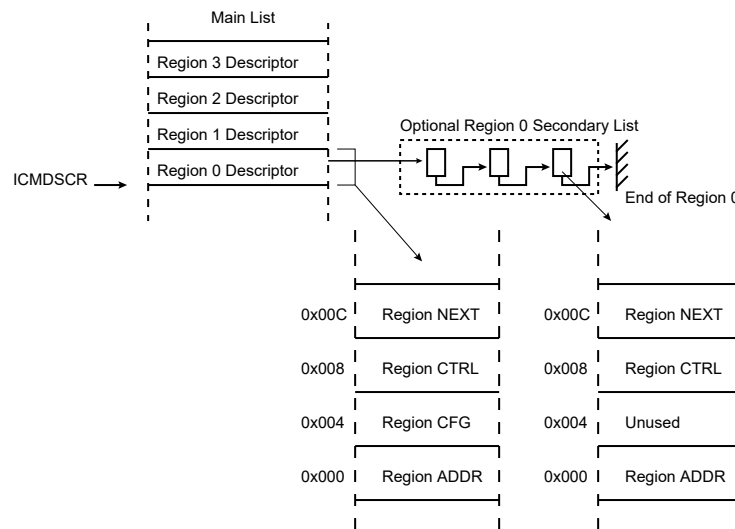 Main List
Region 3 Descriptor
Region 2 Descriptor
Region 1 Descriptor
Region 0 Descriptor
ICMDSCR
Optional Region 0 Secondary List
End of Region 0
0x00C Region NEXT
0x008 Region CTRL
0x004 Region CFG
0x000 Region ADDR
0x00C Region NEXT
0x008 Region CTRL
0x004 Unused
0x000 Region ADDR